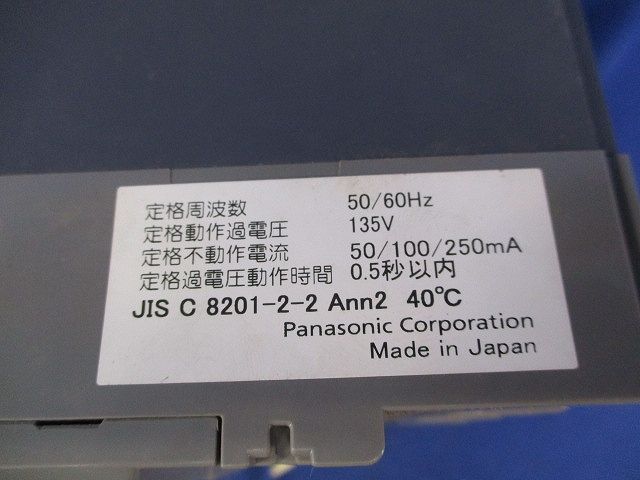 定格周波数 50/60Hz
定格動作過電圧 135V
定格不動作電流 50/100/250mA
定格過電圧動作時間 0.5秒以内
JIS C 8201-2-2 Ann2 40℃
Panasonic Corporation
Made in Japan